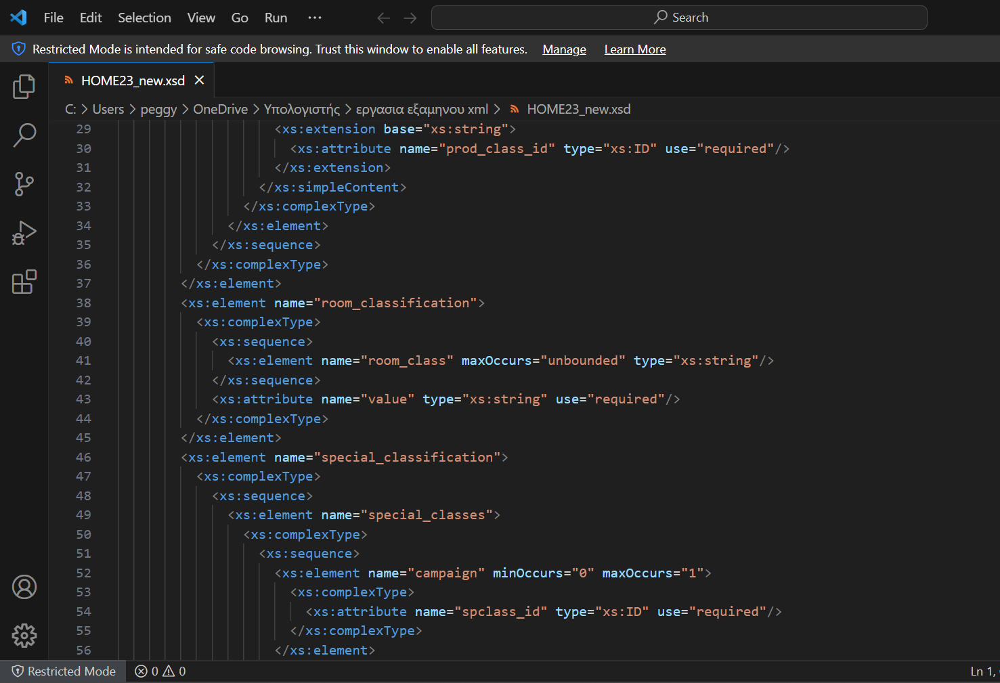 File Edit Selection View Go Run ··· Search
Restricted Mode is intended for safe code browsing. Trust this window to enable all features. Manage Learn More
HOME23_new.xsd
C: > Users > peggy > OneDrive > Υπολογιστής > εργασια εξαμηνου xml > HOME23_new.xsd
29 <xs:extension base="xs:string">
30 <xs:attribute name="prod_class_id" type="xs:ID" use="required"/>
31 </xs:extension>
32 </xs:simpleContent>
33 </xs:complexType>
34 </xs:element>
35 </xs:sequence>
36 </xs:complexType>
37 </xs:element>
38 <xs:element name="room_classification">
39 <xs:complexType>
40 <xs:sequence>
41 <xs:element name="room_class" maxOccurs="unbounded" type="xs:string"/>
42 </xs:sequence>
43 <xs:attribute name="value" type="xs:string" use="required"/>
44 </xs:complexType>
45 </xs:element>
46 <xs:element name="special_classification">
47 <xs:complexType>
48 <xs:sequence>
49 <xs:element name="special_classes">
50 <xs:complexType>
51 <xs:sequence>
52 <xs:element name="campaign" minOccurs="0" maxOccurs="1">
53 <xs:complexType>
54 <xs:attribute name="spclass_id" type="xs:ID" use="required"/>
55 </xs:complexType>
56 </xs:element>
Restricted Mode 0 0 Ln 1,